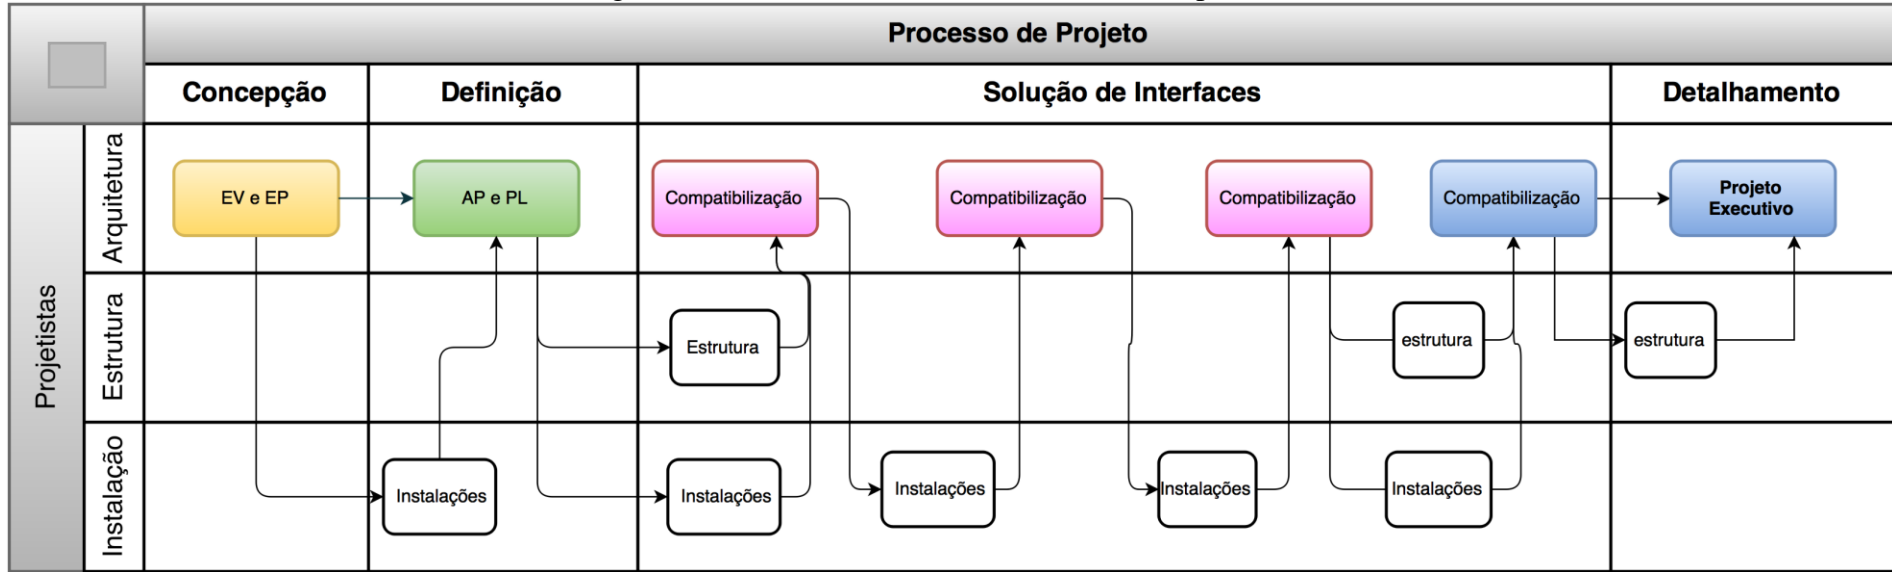 Processo de Projeto
Concepção
Definição
Solução de Interfaces
Detalhamento
Projetistas
Arquitetura
EV e EP
AP e PL
Compatibilização
Compatibilização
Compatibilização
Compatibilização
Projeto
Executivo
Estrutura
Estrutura
estrutura
estrutura
Instalação
Instalações
Instalações
Instalações
Instalações
Instalações